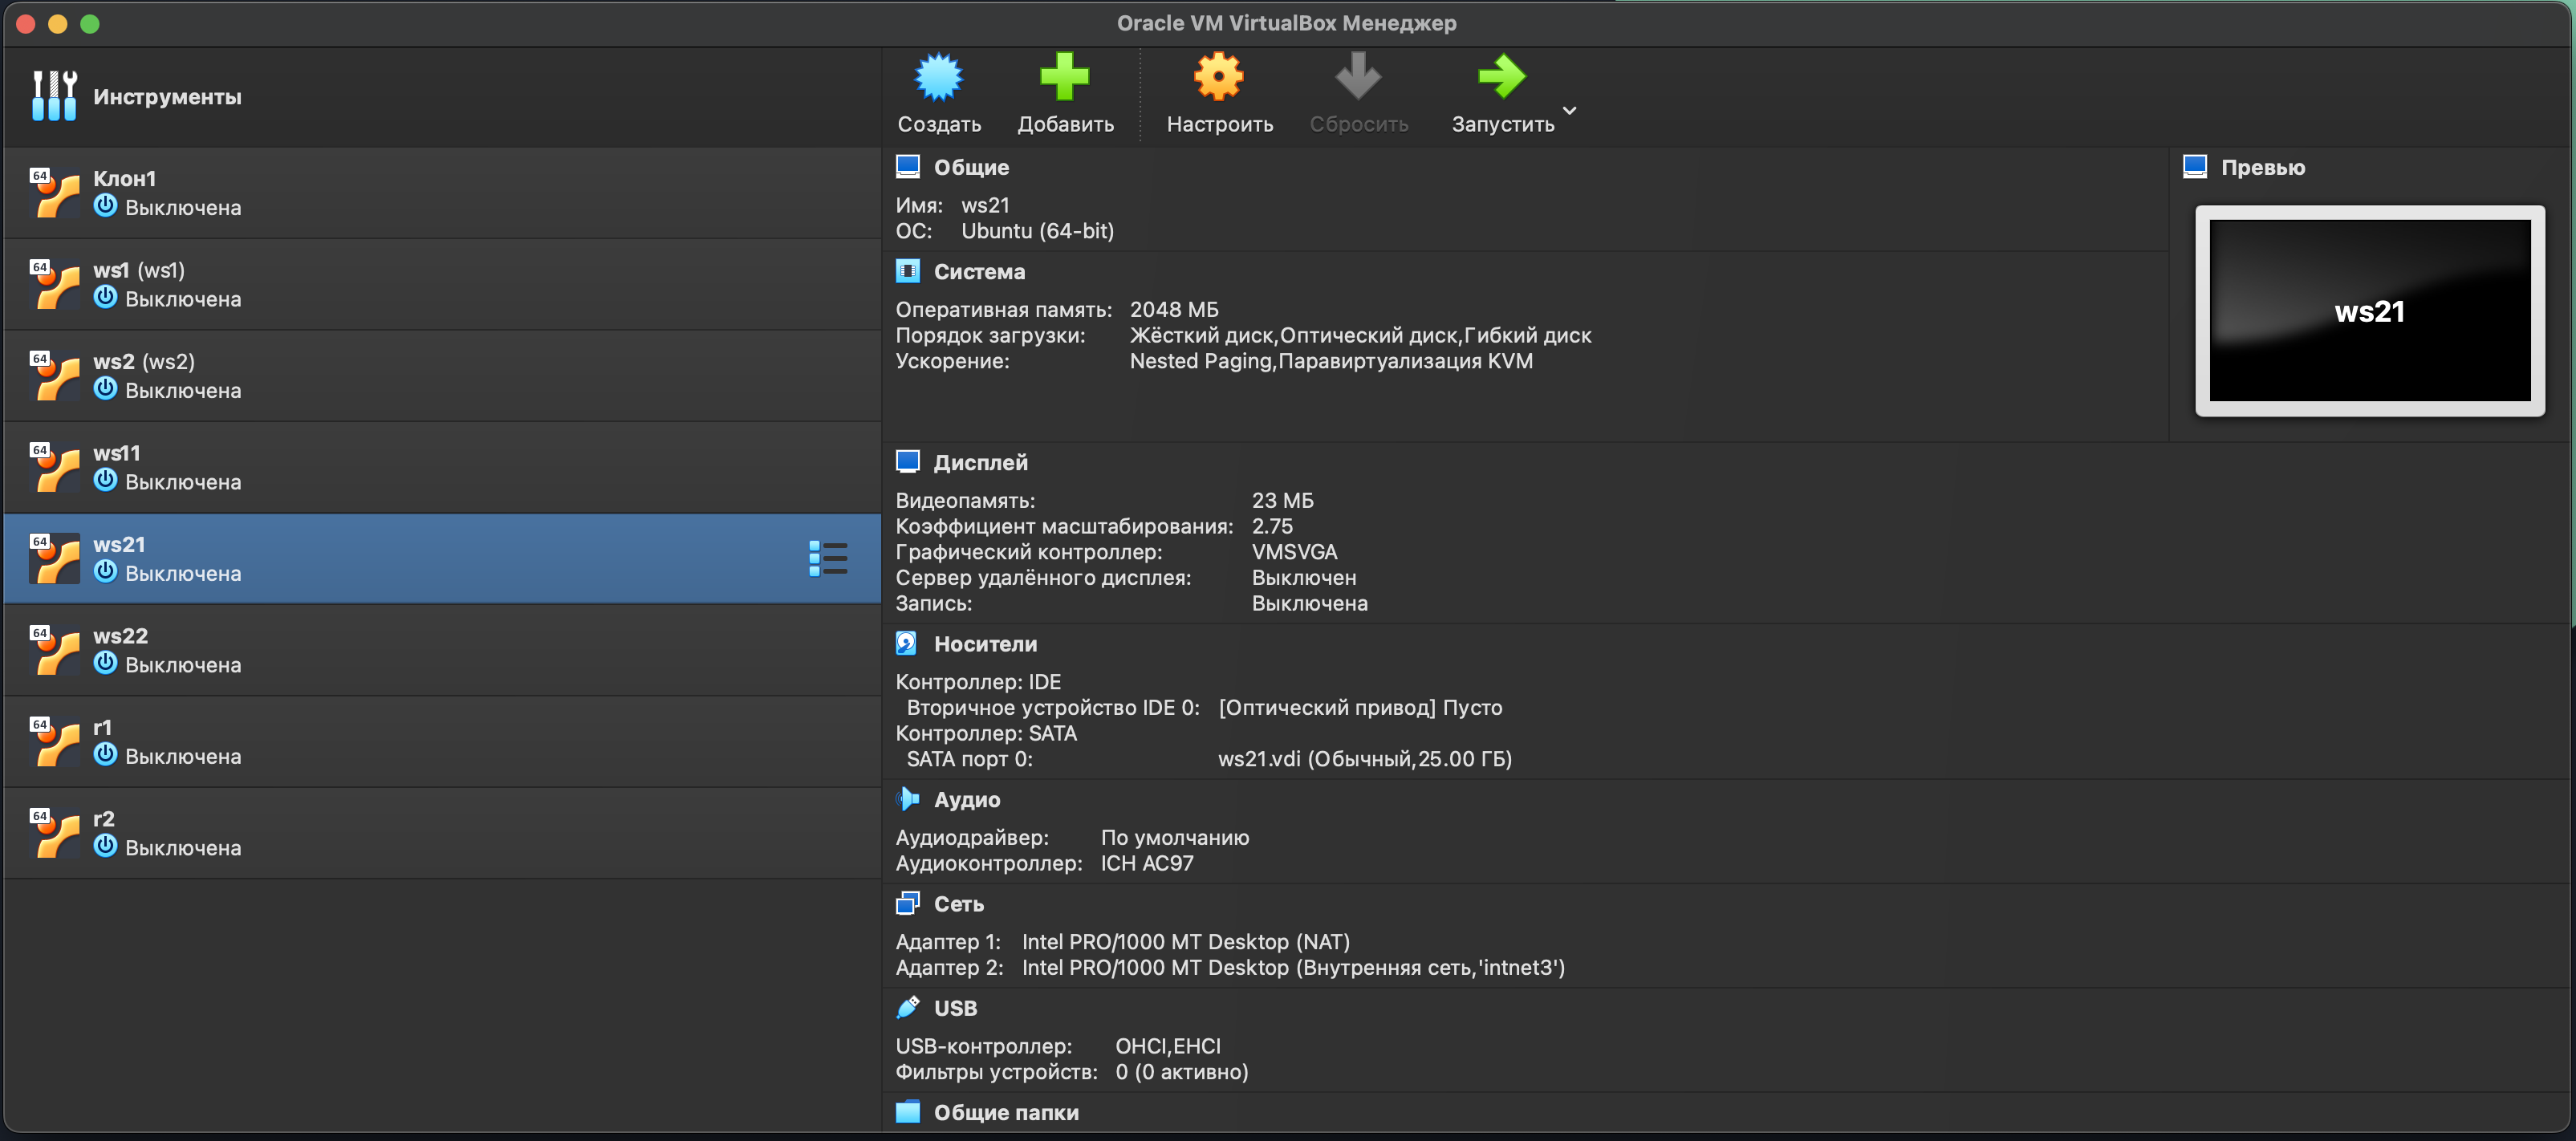 Oracle VM VirtualBox Менеджер
Инструменты
Создать
Добавить
Настроить
Сбросить
Запустить
64
Клон1
Выключена
64
ws1 (ws1)
Выключена
64
ws2 (ws2)
Выключена
64
ws11
Выключена
64
ws21
Выключена
64
ws22
Выключена
64
r1
Выключена
64
r2
Выключена
Общие
Имя: ws21
ОС: Ubuntu (64-bit)
Система
Оперативная память: 2048 МБ
Порядок загрузки: Жёсткий диск,Оптический диск,Гибкий диск
Ускорение: Nested Paging,Паравиртуализация KVM
Превью
ws21
Дисплей
Видеопамять: 23 МБ
Коэффициент масштабирования: 2.75
Графический контроллер: VMSVGA
Сервер удалённого дисплея: Выключен
Запись: Выключена
Носители
Контроллер: IDE
Вторичное устройство IDE 0: [Оптический привод] Пусто
Контроллер: SATA
SATA порт 0: ws21.vdi (Обычный,25.00 ГБ)
Аудио
Аудиодрайвер: По умолчанию
Аудиоконтроллер: ICH AC97
Сеть
Адаптер 1: Intel PRO/1000 MT Desktop (NAT)
Адаптер 2: Intel PRO/1000 MT Desktop (Внутренняя сеть,'intnet3')
USB
USB-контроллер: OHCI,EHCI
Фильтры устройств: 0 (0 активно)
Общие папки